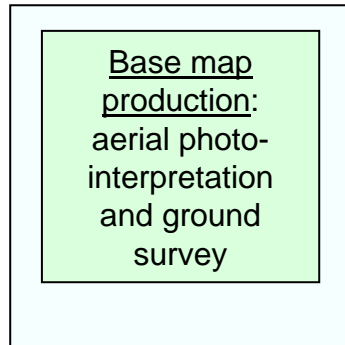 Base map
production:
aerial photo-
interpretation
and ground
survey